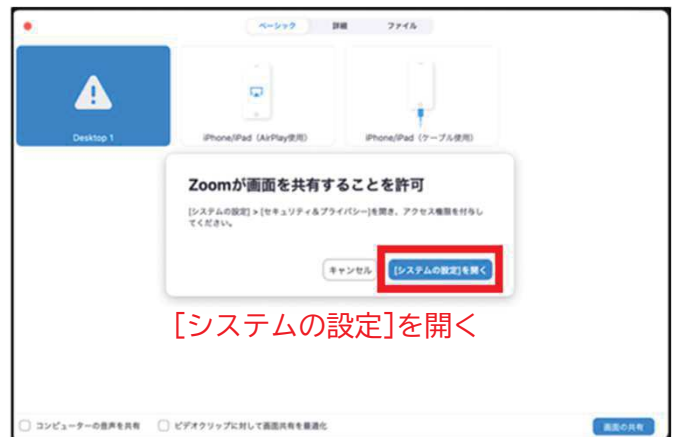 ベーシック 詳細 ファイル
Desktop 1
iPhone/iPad（AirPlay使用）
iPhone/iPad（ケーブル使用）
Zoomが画面を共有することを許可
[システムの設定] > [セキュリティ&プライバシー]を開き、アクセス権限を付与し
てください。
キャンセル
[システムの設定]を開く
[システムの設定]を開く
コンピューターの音声を共有
ビデオクリップに対して画面共有を最適化
画面の共有